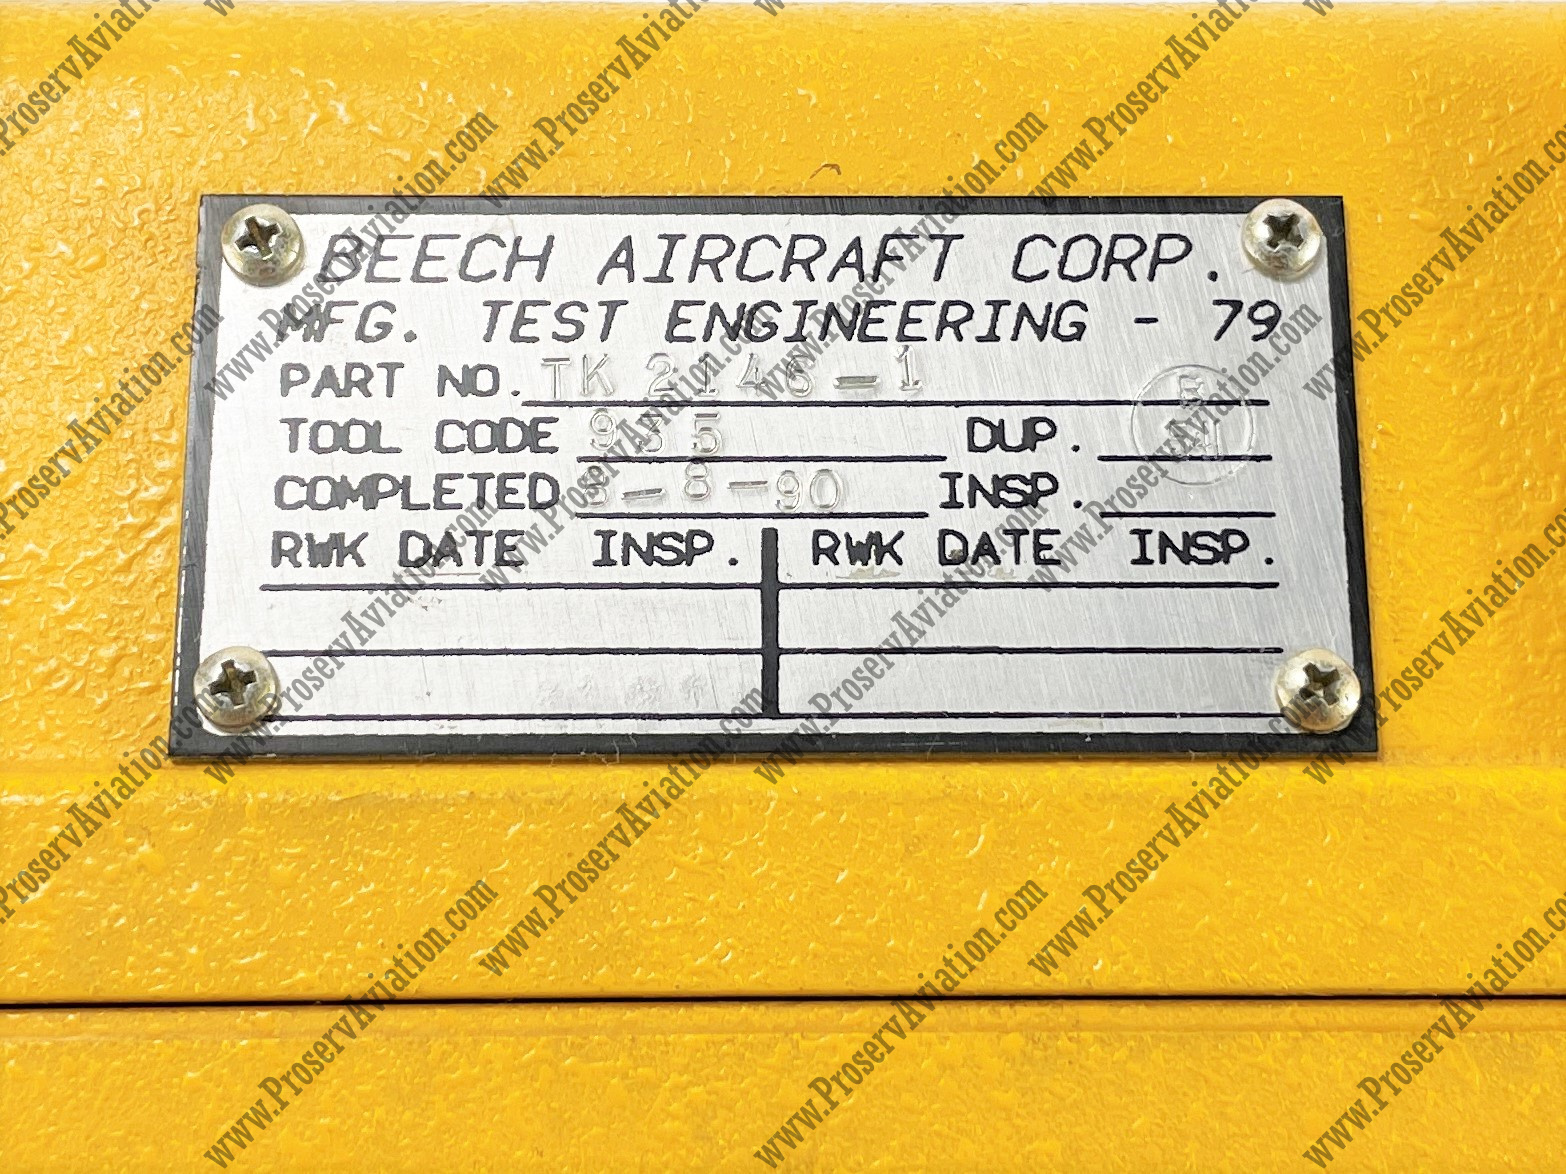 BEECH AIRCRAFT CORP.
MFG. TEST ENGINEERING - 79
PART NO. TK 2146-1
TOOL CODE 935 DUP.
COMPLETED 8-90 INSP.
RWK DATE INSP. RWK DATE INSP.
www.ProservAviation.com